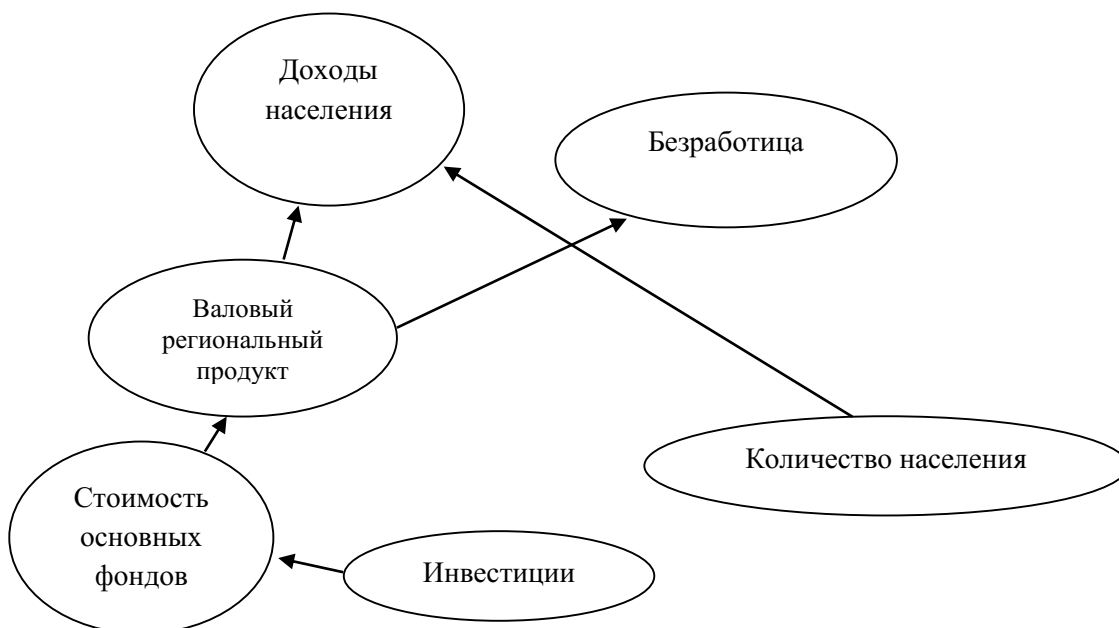 Доходы
населения
Безработица
Валовый
региональный
продукт
Количество населения
Стоимость
основных
фондов
Инвестиции